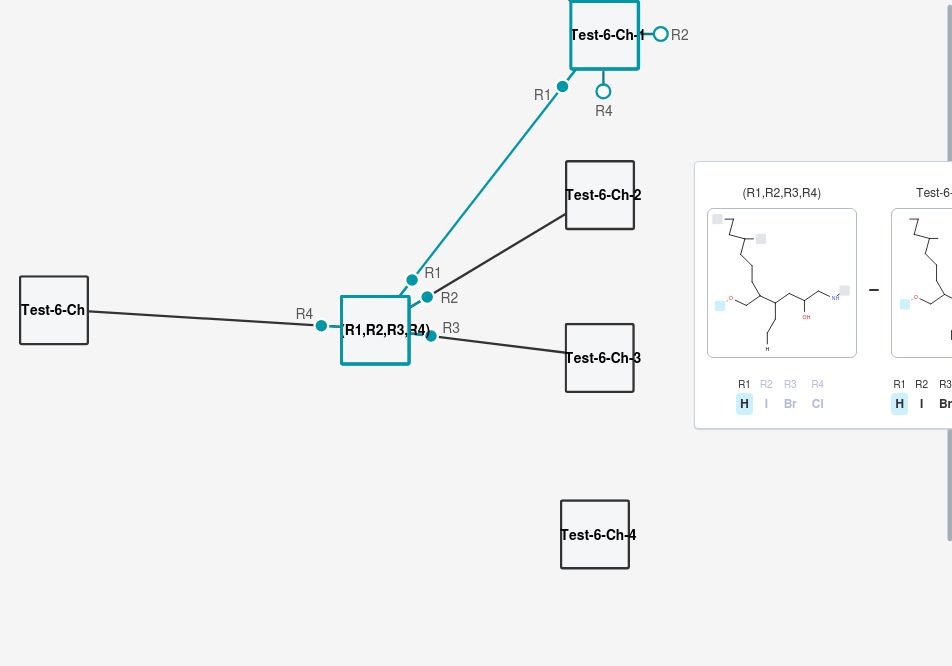 Test-6-Ch-1
R2
R1
R4
Test-6-Ch-2
(R1,R2,R3,R4)
Test-6-
O
OH
NH
H
O
R1 R2 R3 R4
H I Br Cl
R1 R2 R3
H I Br
R1
R2
R3
R4
Test-6-Ch
(R1,R2,R3,R4)
Test-6-Ch-3
Test-6-Ch-4